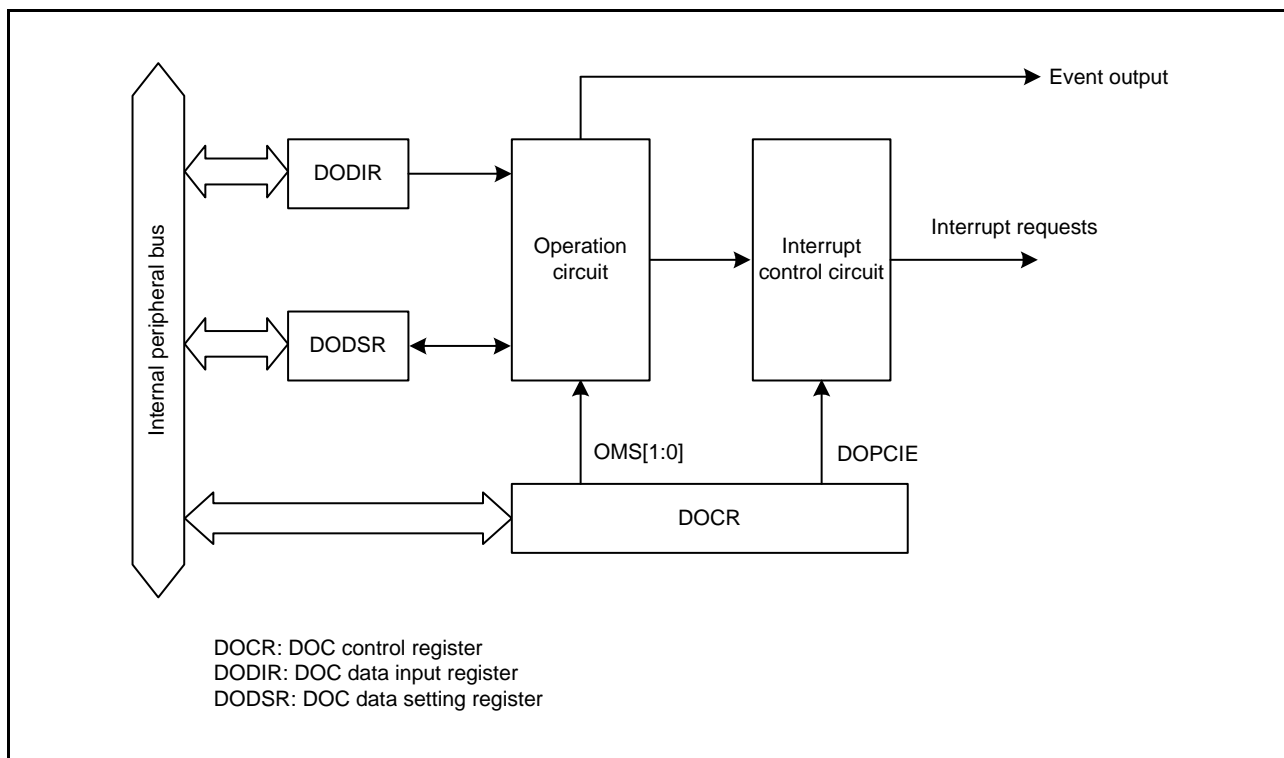 Event output
DODIR
Operation
circuit
Interrupt
control circuit
Interrupt requests
Internal peripheral bus
DODSR
OMS[1:0]
DOPCIE
DOCR
DOCR: DOC control register
DODIR: DOC data input register
DODSR: DOC data setting register